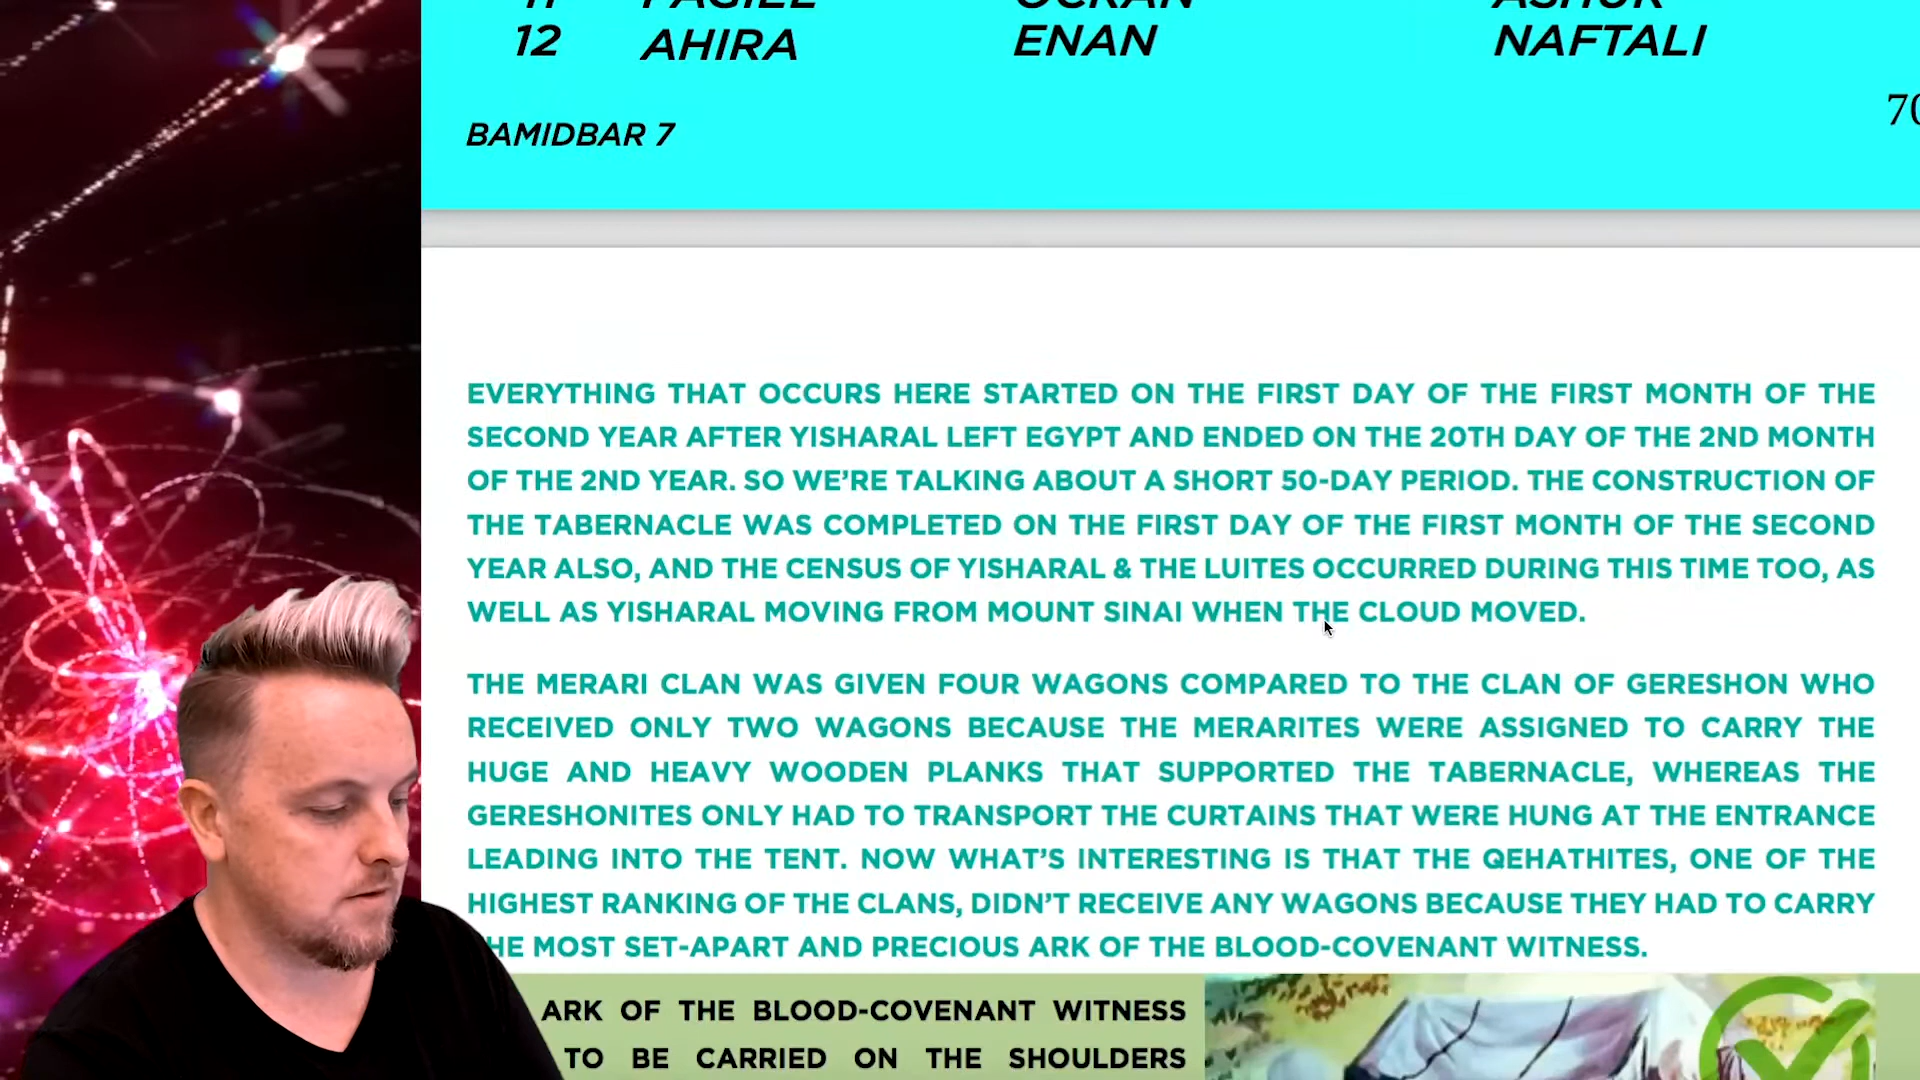 11 PAGIEL OCRAN ASHUR
12 AHIRA ENAN NAFTALI
BAMIDBAR 7
70
EVERYTHING THAT OCCURS HERE STARTED ON THE FIRST DAY OF THE FIRST MONTH OF THE
SECOND YEAR AFTER YISHARAL LEFT EGYPT AND ENDED ON THE 20TH DAY OF THE 2ND MONTH
OF THE 2ND YEAR. SO WE’RE TALKING ABOUT A SHORT 50-DAY PERIOD. THE CONSTRUCTION OF
THE TABERNACLE WAS COMPLETED ON THE FIRST DAY OF THE FIRST MONTH OF THE SECOND
YEAR ALSO, AND THE CENSUS OF YISHARAL & THE LUITES OCCURRED DURING THIS TIME TOO, AS
WELL AS YISHARAL MOVING FROM MOUNT SINAI WHEN THE CLOUD MOVED.
THE MERARI CLAN WAS GIVEN FOUR WAGONS COMPARED TO THE CLAN OF GERESHON WHO
RECEIVED ONLY TWO WAGONS BECAUSE THE MERARITES WERE ASSIGNED TO CARRY THE
HUGE AND HEAVY WOODEN PLANKS THAT SUPPORTED THE TABERNACLE, WHEREAS THE
GERESHONITES ONLY HAD TO TRANSPORT THE CURTAINS THAT WERE HUNG AT THE ENTRANCE
LEADING INTO THE TENT. NOW WHAT’S INTERESTING IS THAT THE QEHATHITES, ONE OF THE
HIGHEST RANKING OF THE CLANS, DIDN’T RECEIVE ANY WAGONS BECAUSE THEY HAD TO CARRY
THE MOST SET-APART AND PRECIOUS ARK OF THE BLOOD-COVENANT WITNESS.
ARK OF THE BLOOD-COVENANT WITNESS
TO BE CARRIED ON THE SHOULDERS